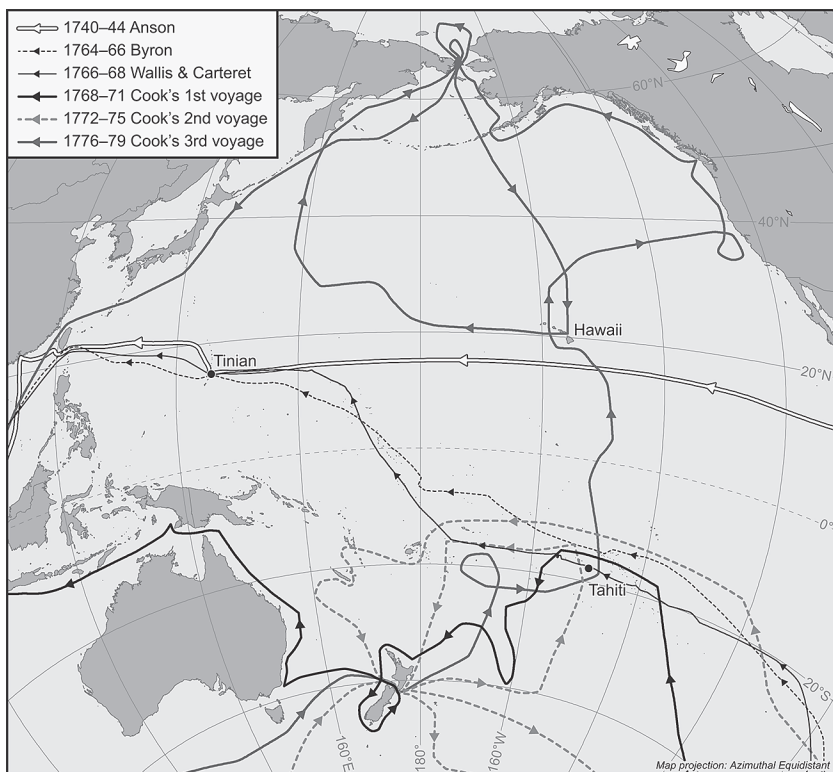 1740–44 Anson
1764–66 Byron
1766–68 Wallis & Carteret
1768–71 Cook's 1st voyage
1772–75 Cook's 2nd voyage
1776–79 Cook's 3rd voyage
60°N
40°N
Hawaii
Tinian
20°N
0°
Tahiti
20°S
160°E
180°
160°W
Map projection: Azimuthal Equidistant